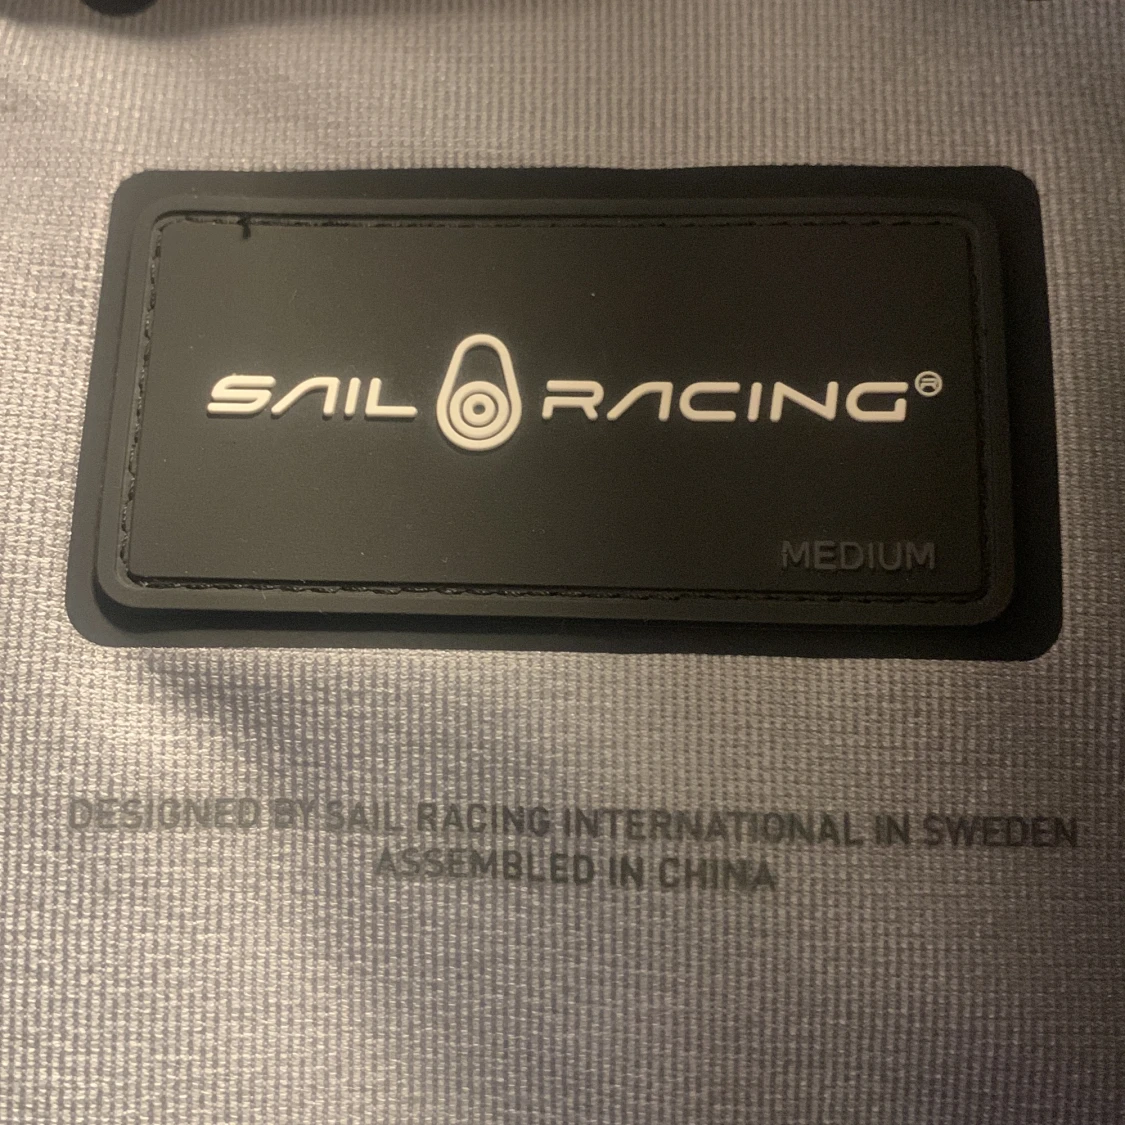 SAIL RACING®
MEDIUM
DESIGNED BY SAIL RACING INTERNATIONAL IN SWEDEN
ASSEMBLED IN CHINA